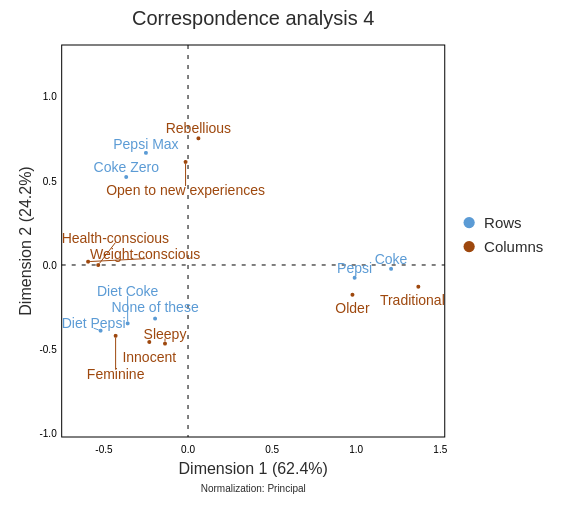 Correspondence analysis 4
1.0
Rebellious
Pepsi Max
Coke Zero
0.5
Open to new experiences
Rows
Health-conscious
Columns
Weight-conscious
Coke
0.0
Pepsi
Dimension 2 (24.2%)
Diet Coke
Traditional
None of these
Older
Diet Pepsi
Sleepy
-0.5
Innocent
Feminine
-1.0
-0.5 0.0 0.5 1.0 1.5
Dimension 1 (62.4%)
Normalization: Principal